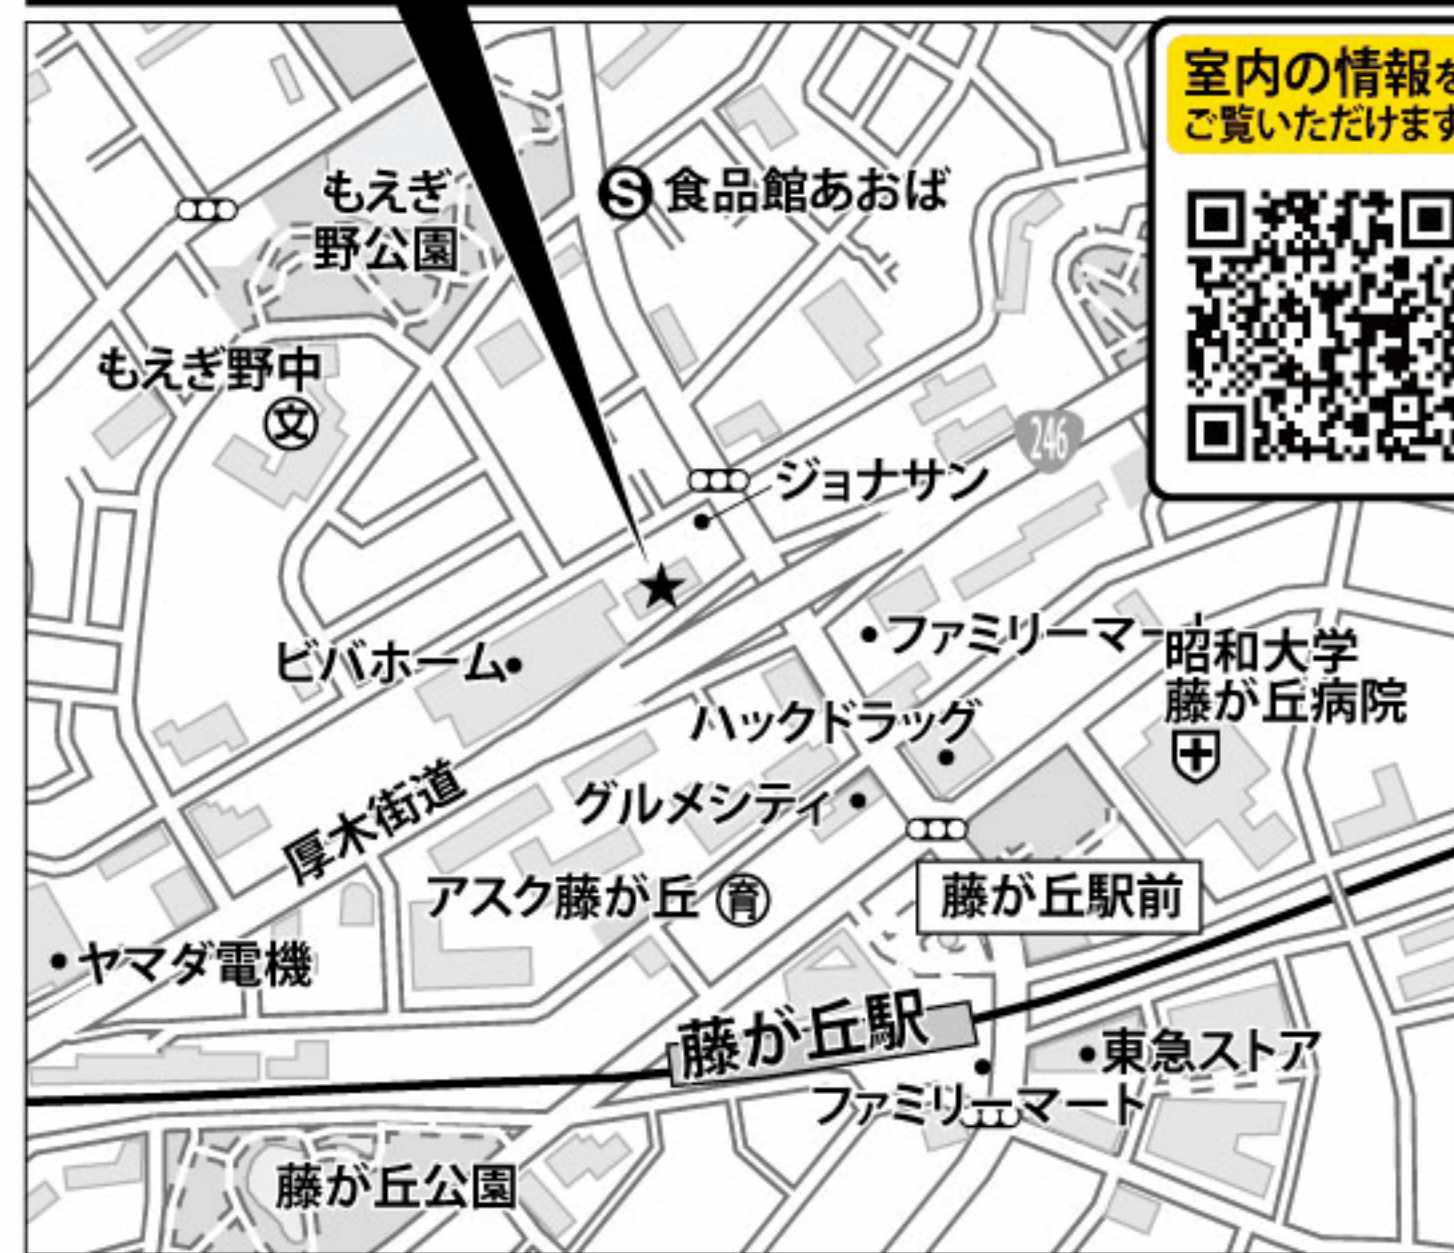 室内の情報を
ご覧いただけます
もえぎ
野公園
S 食品館あおば
もえぎ野中
文
246
ジョナサン
ビバホーム
ファミリーマート
昭和大学
藤が丘病院
ハックドラッグ
グルメシティ
厚木街道
アスク藤が丘 育
藤が丘駅前
ヤマダ電機
藤が丘駅
東急ストア
ファミリーマート
藤が丘公園